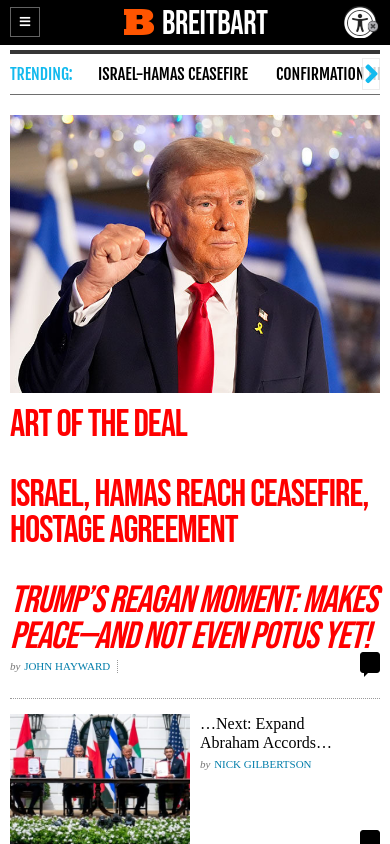 B BREITBART
TRENDING:
ISRAEL-HAMAS CEASEFIRE
CONFIRMATION
ART OF THE DEAL
ISRAEL, HAMAS REACH CEASEFIRE,
HOSTAGE AGREEMENT
TRUMP’S REAGAN MOMENT: MAKES
PEACE—AND NOT EVEN POTUS YET!
by JOHN HAYWARD
…Next: Expand
Abraham Accords…
by NICK GILBERTSON